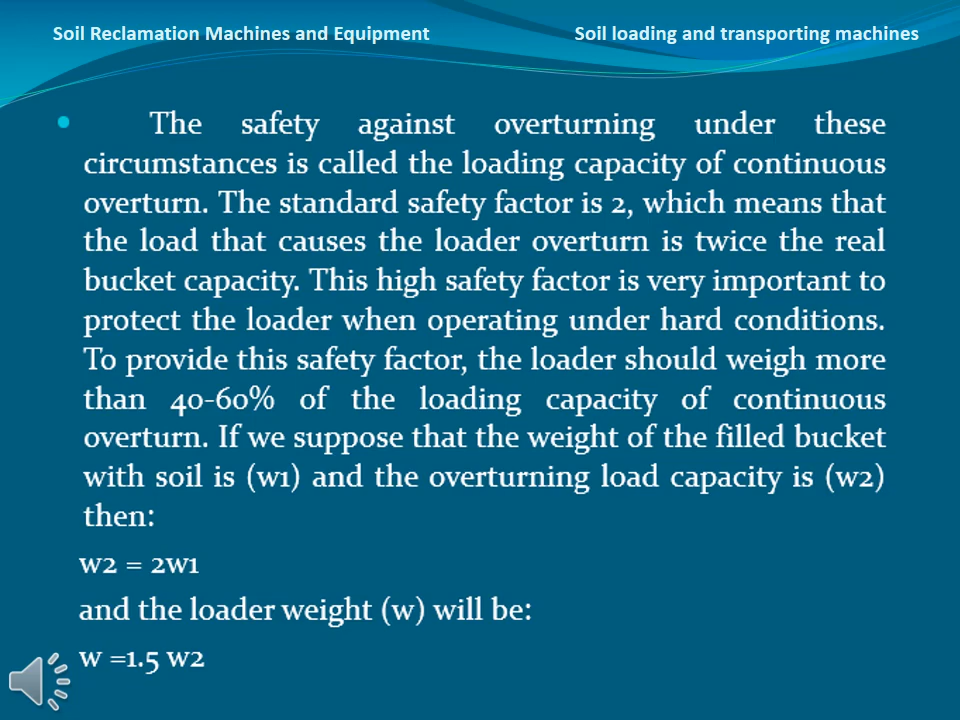 Soil Reclamation Machines and Equipment
Soil loading and transporting machines
The safety against overturning under these
circumstances is called the loading capacity of continuous
overturn. The standard safety factor is 2, which means that
the load that causes the loader overturn is twice the real
bucket capacity. This high safety factor is very important to
protect the loader when operating under hard conditions.
To provide this safety factor, the loader should weigh more
than 40-60% of the loading capacity of continuous
overturn. If we suppose that the weight of the filled bucket
with soil is (w1) and the overturning load capacity is (w2)
then:
w2 = 2w1
and the loader weight (w) will be:
w =1.5 w2